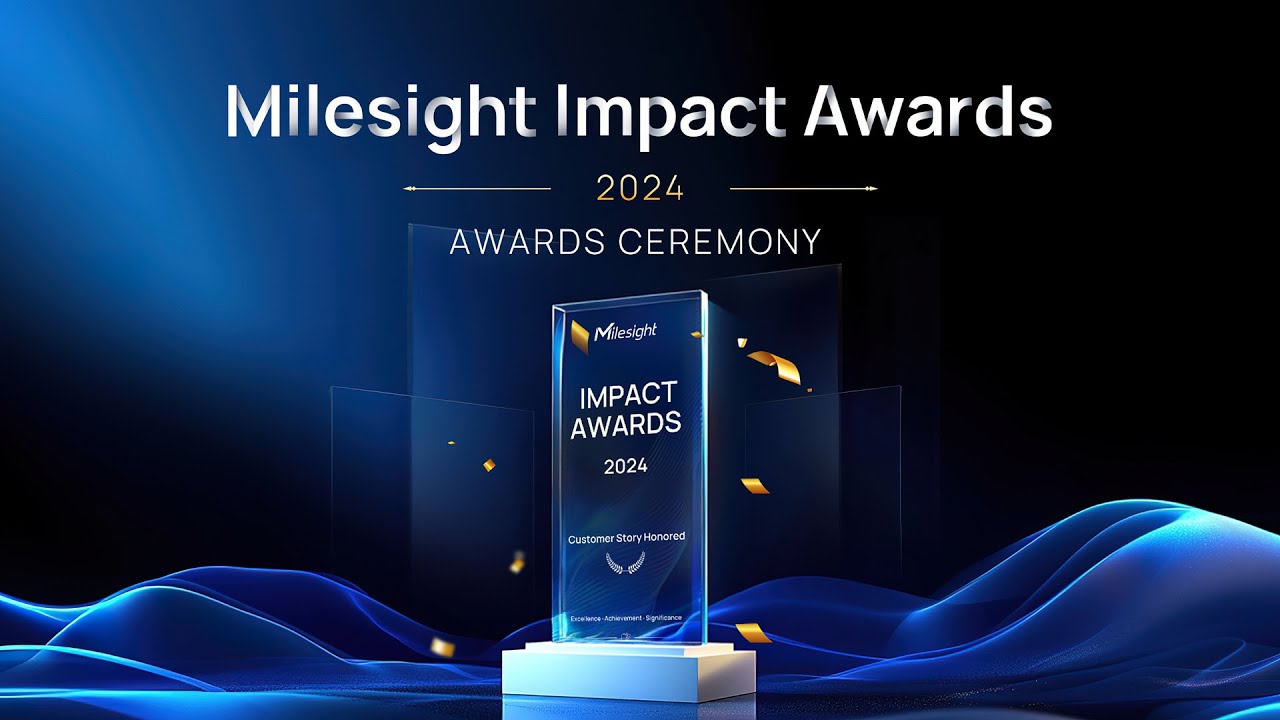 Milesight Impact Awards
2024
AWARDS CEREMONY
Milesight
IMPACT
AWARDS
2024
Customer Story Honored
Excellence · Achievement · Significance